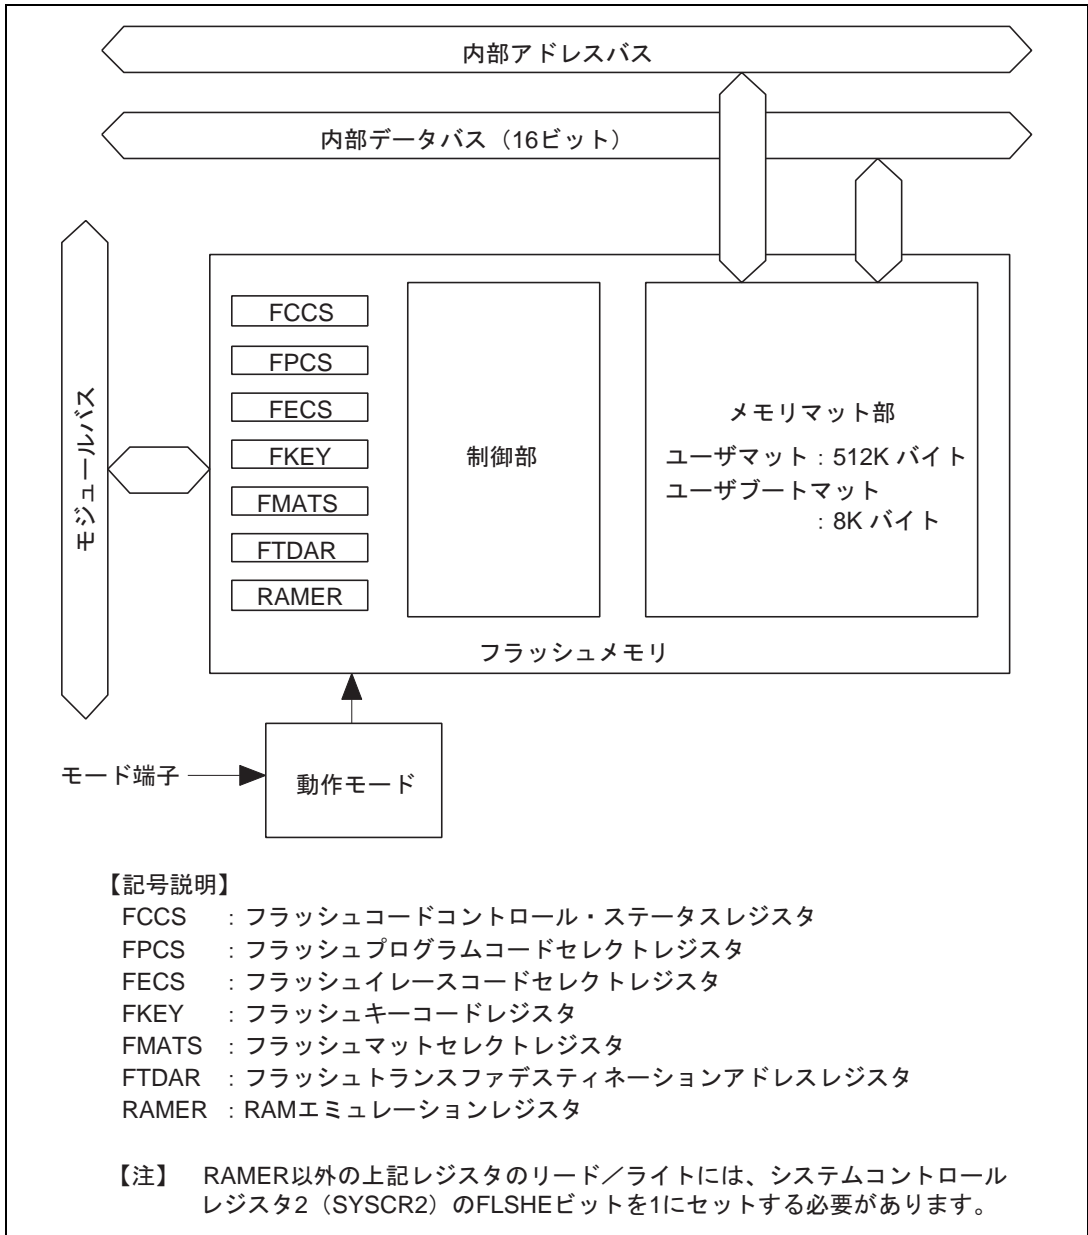 内部アドレスバス
内部データバス（16ビット）
モジュールバス
FCCS
FPCS
FECS
FKEY
FMATS
FTDAR
RAMER
制御部
メモリマット部
ユーザマット：512K バイト
ユーザブートマット
：8K バイト
フラッシュメモリ
モード端子
動作モード
【記号説明】
FCCS ：フラッシュコードコントロール・ステータスレジスタ
FPCS ：フラッシュプログラムコードセレクトレジスタ
FECS ：フラッシュイレースコードセレクトレジスタ
FKEY ：フラッシュキーコードレジスタ
FMATS ：フラッシュマットセレクトレジスタ
FTDAR ：フラッシュトランスファデスティネーションアドレスレジスタ
RAMER ：RAMエミュレーションレジスタ
【注】 RAMER以外の上記レジスタのリード／ライトには、システムコントロール
レジスタ2（SYSCR2）のFLSHEビットを1にセットする必要があります。